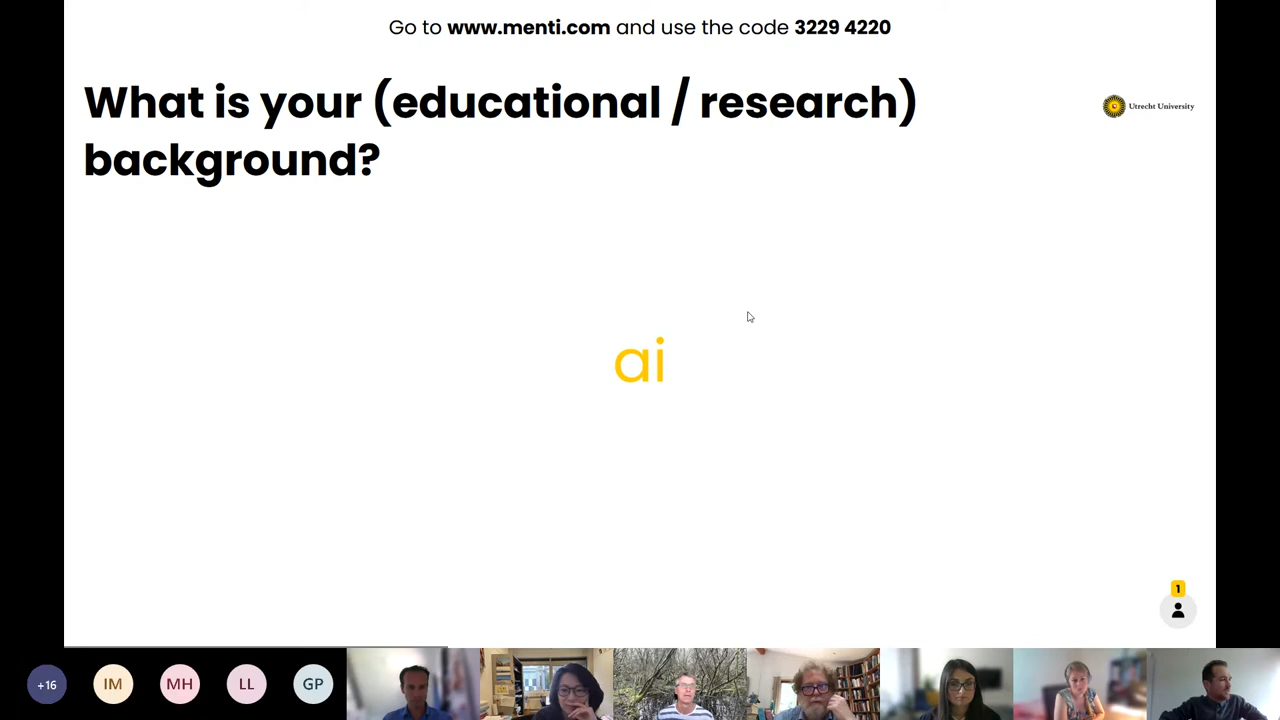 Go to www.menti.com and use the code 3229 4220
What is your (educational / research)
background?
Utrecht University
ai
1
+16
IM
MH
LL
GP